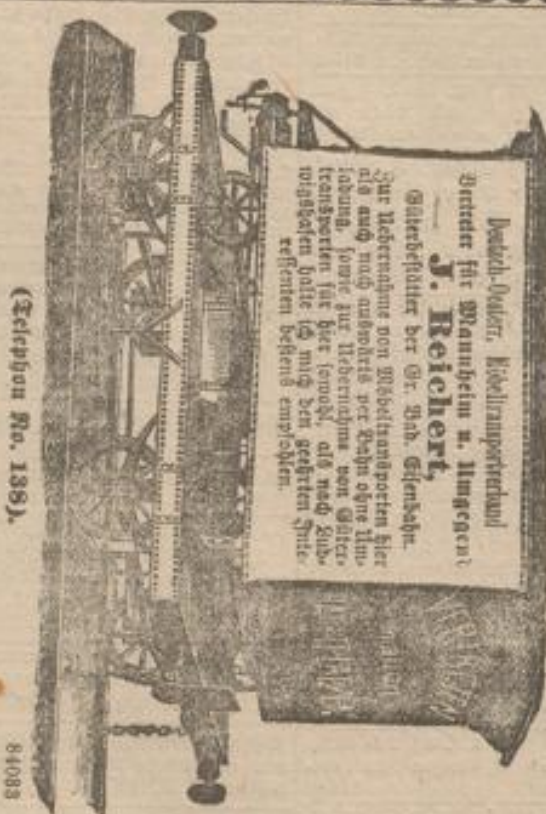 Deutsch-Oesterr. Möbeltransportverband
Vertreter für Mannheim u. Umgegend
J. Reichert,
Güterbestätter der Gr. Bad. Eisenbahn.
Zur Uebernahme von Möbeltransporten hier
als auch nach auswärts per Bahn ohne Um-
ladung, sowie zur Uebernahme von Güter-
transporten für hier sowohl, als nach Lud-
wigshafen halte ich mich den geehrten Inte-
ressenten bestens empfohlen.
(Telephon No. 138).
84083